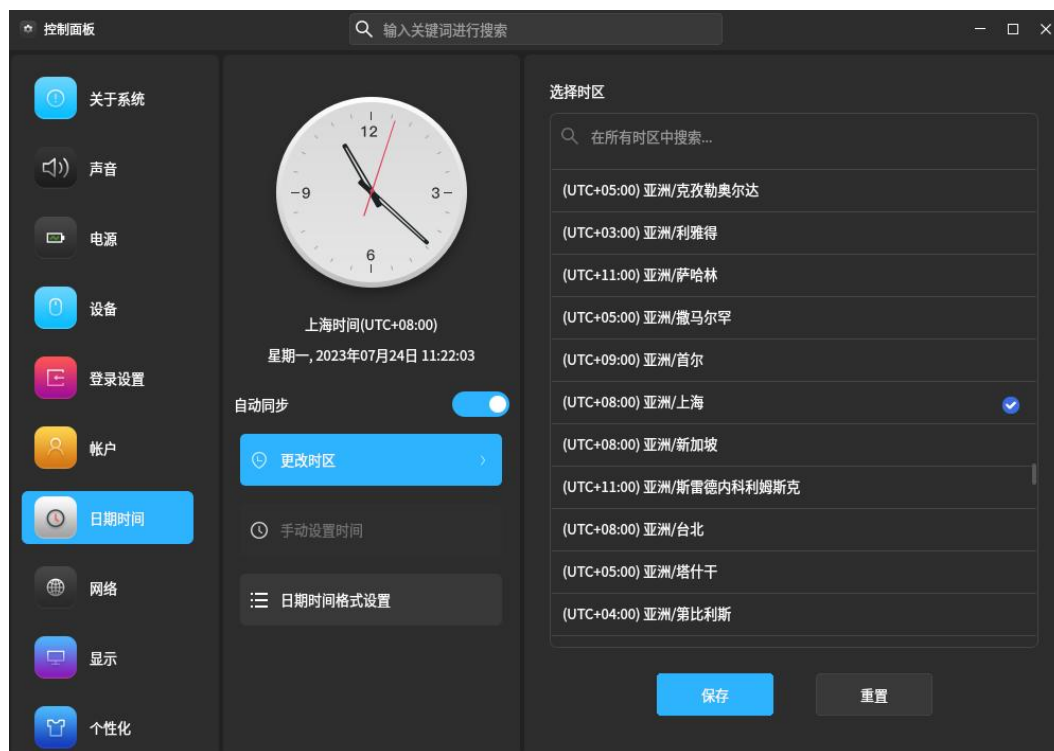 控制面板
输入关键词进行搜索
关于系统
声音
电源
设备
登录设置
帐户
日期时间
网络
显示
个性化
12
3
6
9
上海时间(UTC+08:00)
星期一, 2023年07月24日 11:22:03
自动同步
更改时区
手动设置时间
日期时间格式设置
选择时区
在所有时区中搜索...
(UTC+05:00) 亚洲/克孜勒奥尔达
(UTC+03:00) 亚洲/利雅得
(UTC+11:00) 亚洲/萨哈林
(UTC+05:00) 亚洲/撒马尔罕
(UTC+09:00) 亚洲/首尔
(UTC+08:00) 亚洲/上海
(UTC+08:00) 亚洲/新加坡
(UTC+11:00) 亚洲/斯雷德内科利姆斯克
(UTC+08:00) 亚洲/台北
(UTC+05:00) 亚洲/塔什干
(UTC+04:00) 亚洲/第比利斯
保存
重置